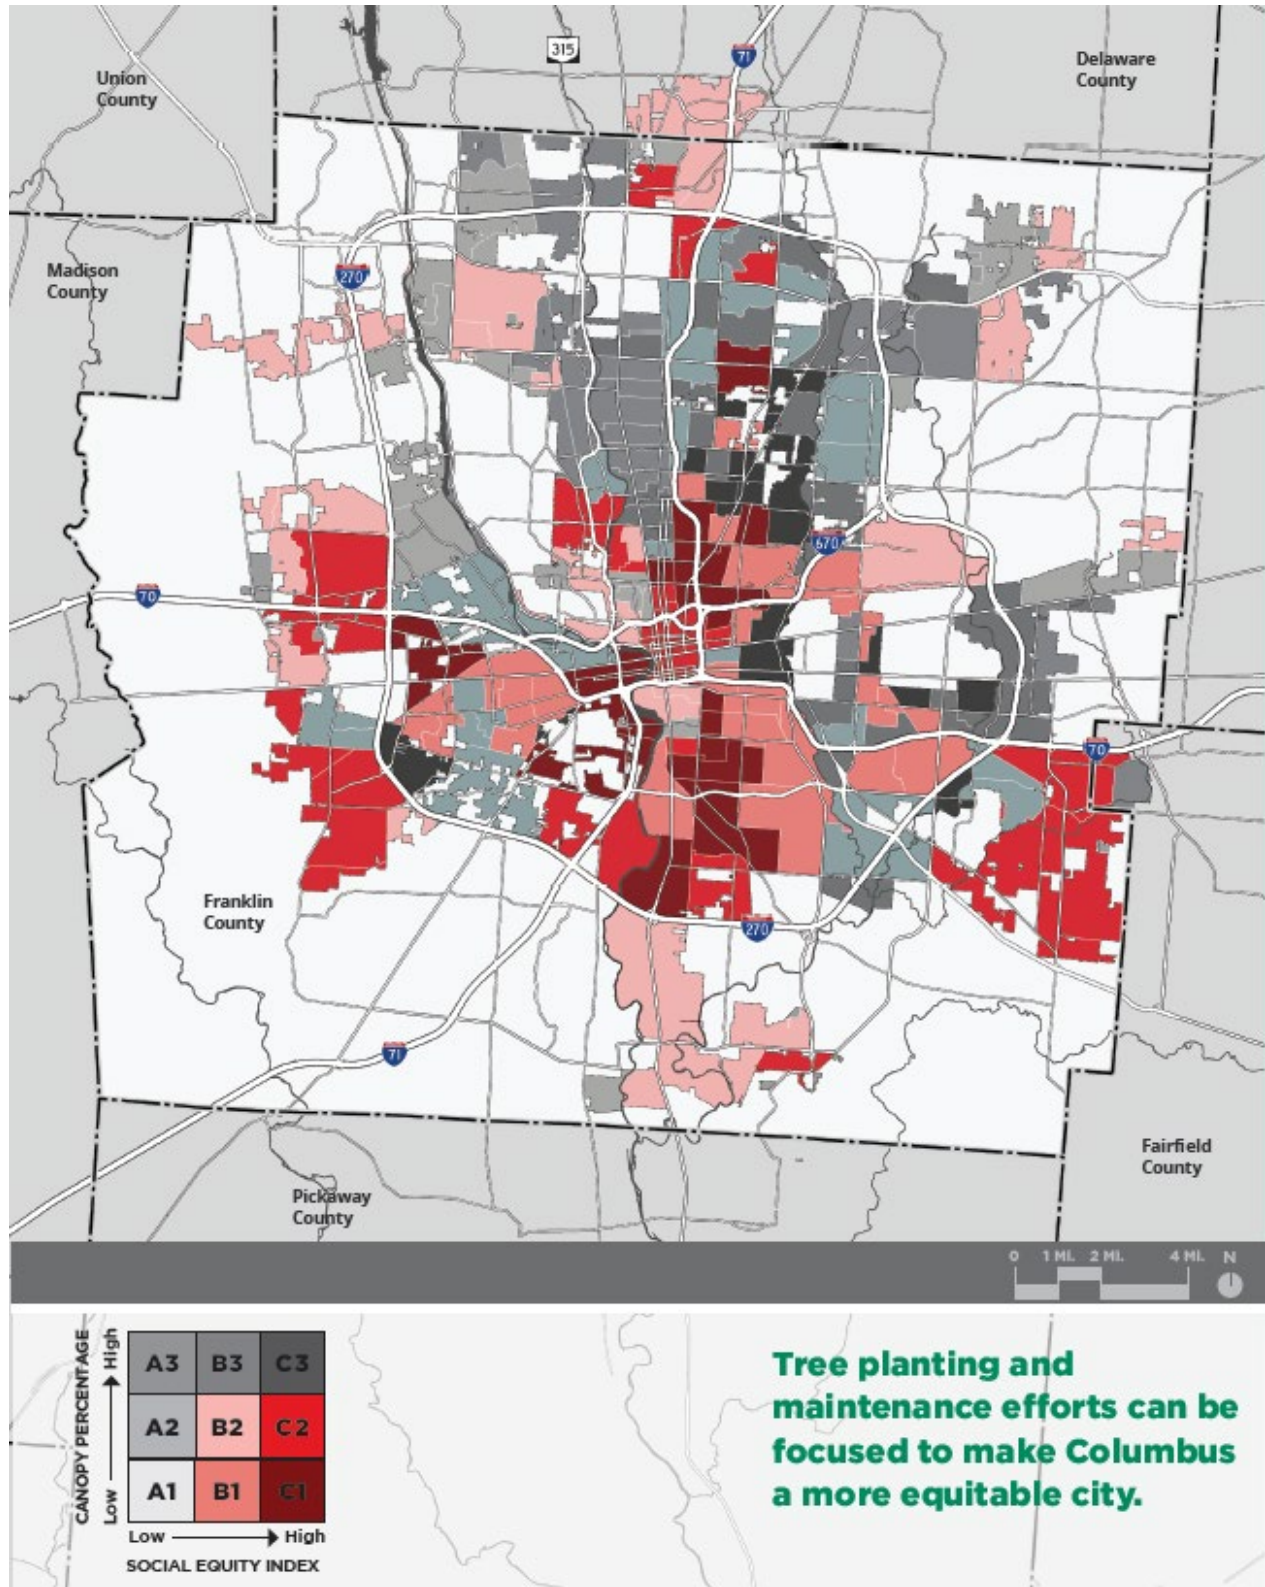 315
71
Delaware
County
Union
County
Madison
County
270
670
70
70
Franklin
County
270
71
Fairfield
County
Pickaway
County
0 1 MI. 2 MI. 4 MI. N
CANOPY PERCENTAGE
Low High
A3 B3 C3
A2 B2 C2
A1 B1 C1
Low High
SOCIAL EQUITY INDEX
Tree planting and
maintenance efforts can be
focused to make Columbus
a more equitable city.